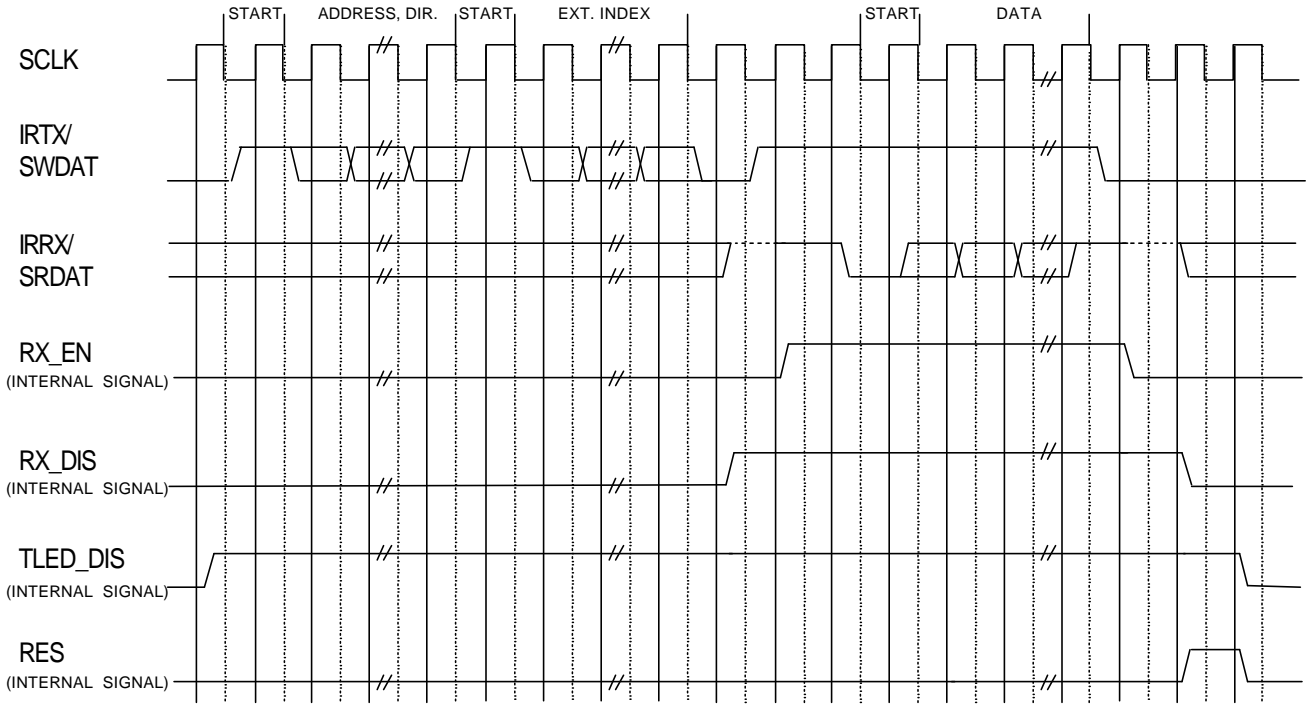 START ADDRESS, DIR. START EXT. INDEX START DATA
SCLK
IRTX/
SWDAT
IRRX/
SRDAT
RX_EN
(INTERNAL SIGNAL)
RX_DIS
(INTERNAL SIGNAL)
TLED_DIS
(INTERNAL SIGNAL)
RES
(INTERNAL SIGNAL)